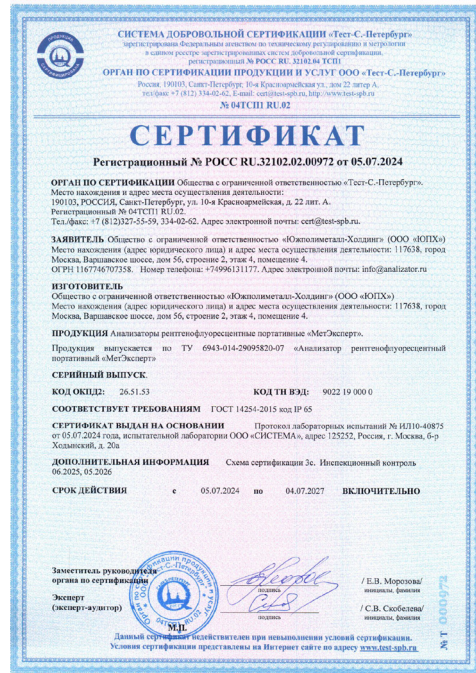 СИСТЕМА ДОБРОВОЛЬНОЙ СЕРТИФИКАЦИИ «Тест-С.-Петербург»
зарегистрирована Федеральным агентством по техническому регулированию и метрологии
в едином реестре зарегистрированных систем добровольной сертификации,
регистрационный № РОСС RU. 32102.04 ТСП1
ОРГАН ПО СЕРТИФИКАЦИИ ПРОДУКЦИИ И УСЛУГ ООО «Тест-С.-Петербург»
Россия, 190103, Санкт-Петербург, 10-я Красноармейская ул., дом 22 литер А,
тел/факс +7 (812) 334-02-62, E-mail: cert@test-spb.ru, http://www.test-spb.ru
№ 04ТСП1 RU.02
СЕРТИФИКАТ
Регистрационный № РОСС RU.32102.02.00972 от 05.07.2024
ОРГАН ПО СЕРТИФИКАЦИИ Общества с ограниченной ответственностью «Тест-С.-Петербург».
Место нахождения и адрес места осуществления деятельности:
190103, РОССИЯ, Санкт-Петербург, ул. 10-я Красноармейская, д. 22 лит. А.
Регистрационный № 04ТСП1 RU.02.
Тел./факс: +7 (812)327-55-59, 334-02-62. Адрес электронной почты: cert@test-spb.ru.
ЗАЯВИТЕЛЬ Общество с ограниченной ответственностью «Южполиметалл-Холдинг» (ООО «ЮПХ»)
Место нахождения (адрес юридического лица) и адрес места осуществления деятельности: 117638, город
Москва, Варшавское шоссе, дом 56, строение 2, этаж 4, помещение 4.
ОГРН 1167746707358. Номер телефона: +74996131177. Адрес электронной почты: info@analizator.ru
ИЗГОТОВИТЕЛЬ
Общество с ограниченной ответственностью «Южполиметалл-Холдинг» (ООО «ЮПХ»)
Место нахождения (адрес юридического лица) и адрес места осуществления деятельности: 117638, город
Москва, Варшавское шоссе, дом 56, строение 2, этаж 4, помещение 4.
ПРОДУКЦИЯ Анализаторы рентгенофлуоресцентные портативные «МетЭксперт».
Продукция выпускается по ТУ 6943-014-29095820-07 «Анализатор рентгенофлуоресцентный
портативный «МетЭксперт»
СЕРИЙНЫЙ ВЫПУСК.
КОД ОКПД2: 26.51.53 КОД ТН ВЭД: 9022 19 000 0
СООТВЕТСТВУЕТ ТРЕБОВАНИЯМ ГОСТ 14254-2015 код IP 65
СЕРТИФИКАТ ВЫДАН НА ОСНОВАНИИ Протокол лабораторных испытаний № ИЛ10-40875
от 05.07.2024 года, испытательной лаборатории ООО «СИСТЕМА», адрес 125252, Россия, г. Москва, б-р
Ходынский, д. 20а
ДОПОЛНИТЕЛЬНАЯ ИНФОРМАЦИЯ Схема сертификации 3с. Инспекционный контроль
06.2025, 05.2026
СРОК ДЕЙСТВИЯ с 05.07.2024 по 04.07.2027 ВКЛЮЧИТЕЛЬНО
Заместитель руководителя
органа по сертификации
подпись
/ Е.В. Морозова/
инициалы, фамилия
Эксперт
(эксперт-аудитор)
подпись
/ С.В. Скобелева/
инициалы, фамилия
М.П.
Данный сертификат недействителен при невыполнении условий сертификации.
Условия сертификации представлены на Интернет сайте по адресу www.test-spb.ru
№ Т 000972